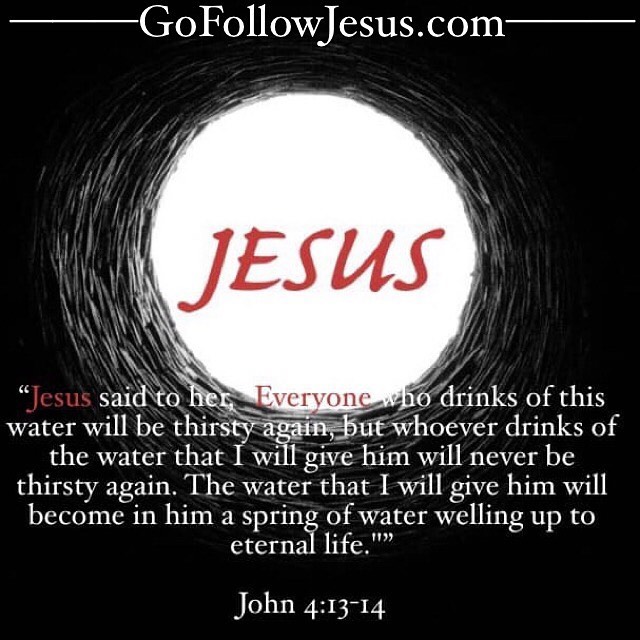 GoFollowJesus.com
JESUS
“Jesus said to her, Everyone who drinks of this
water will be thirsty again, but whoever drinks of
the water that I will give him will never be
thirsty again. The water that I will give him will
become in him a spring of water welling up to
eternal life."”
John 4:13-14